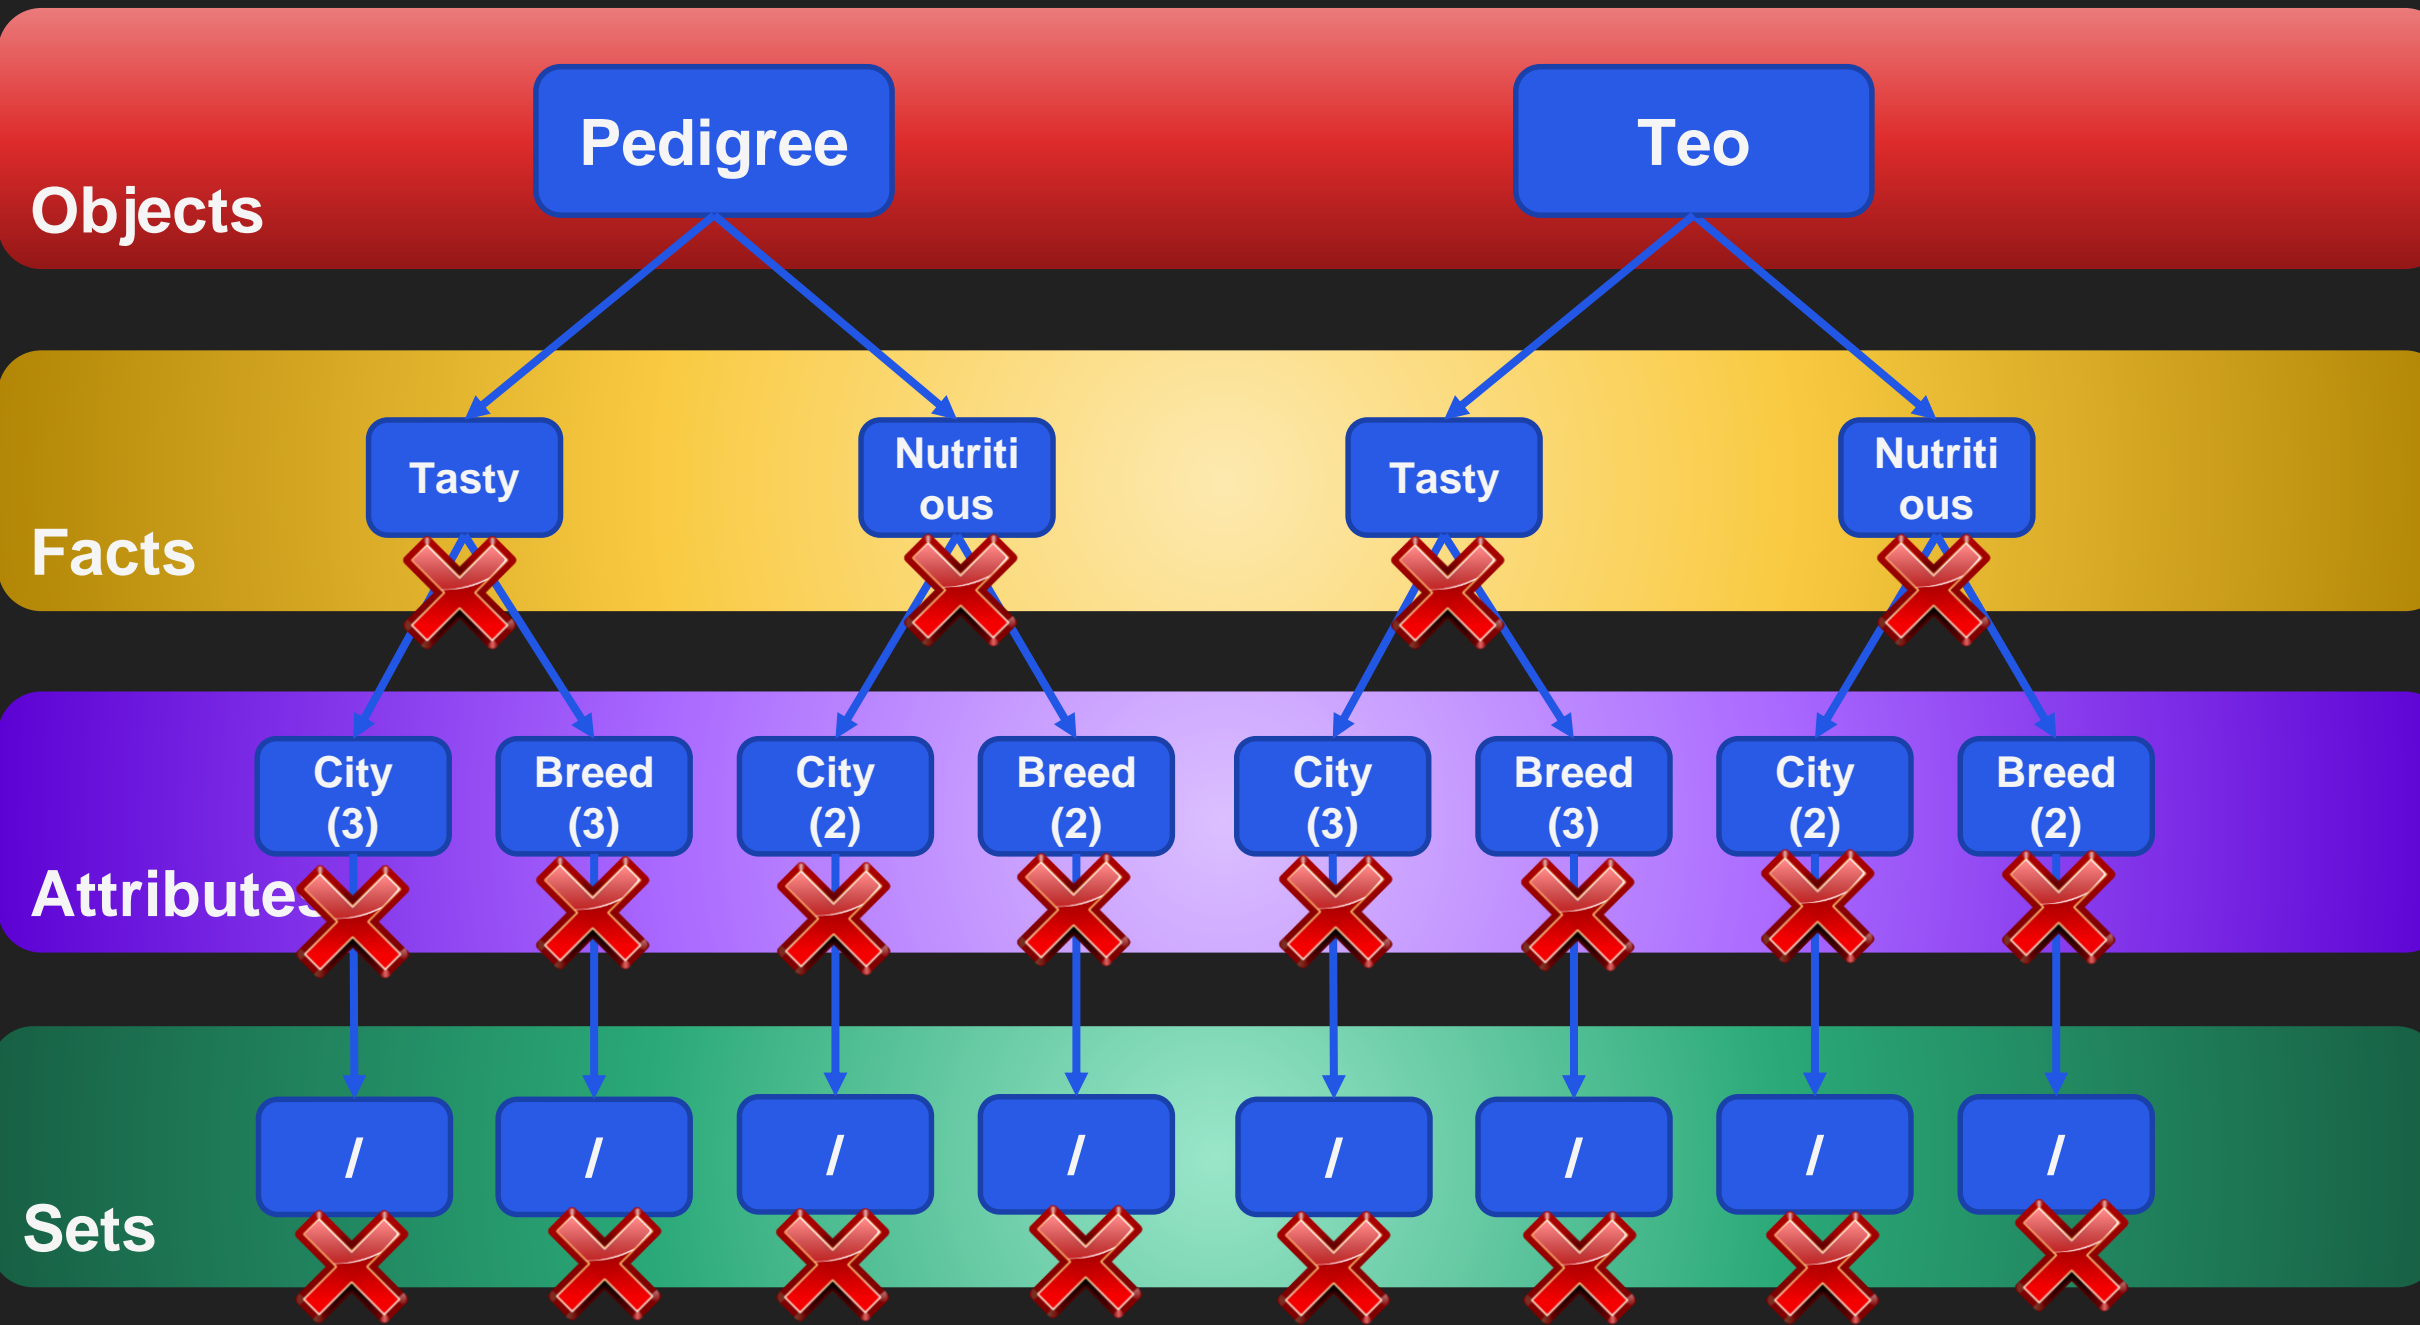 Pedigree
Teo
Objects
Tasty
Nutriti
ous
Tasty
Nutriti
ous
Facts
City
(3)
Breed
(3)
City
(2)
Breed
(2)
City
(3)
Breed
(3)
City
(2)
Breed
(2)
Attributes
/
/
/
/
/
/
/
/
Sets